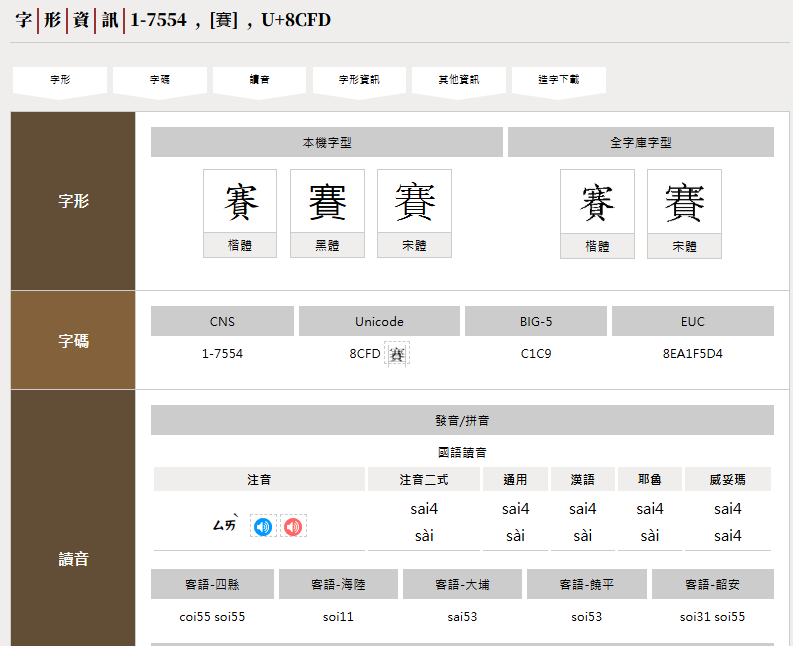 字 形 資 訊 1-7554 , [賽] , U+8CFD
字形 字碼 讀音 字形資訊 其他資訊 造字下載
字形
本機字型 全字庫字型
賽 賽 賽 賽 賽
楷體 黑體 宋體 楷體 宋體
字碼
CNS Unicode BIG-5 EUC
1-7554 8CFD 賽 C1C9 8EA1F5D4
讀音
發音/拼音
國語讀音
注音 注音二式 通用 漢語 耶魯 威妥瑪
ㄙㄞˋ sai4 sai4 sai4 sai4 sai4
sài sài sài sài sai4
客語-四縣 客語-海陸 客語-大埔 客語-饒平 客語-詔安
coi55 soi55 soi11 sai53 soi53 soi31 soi55